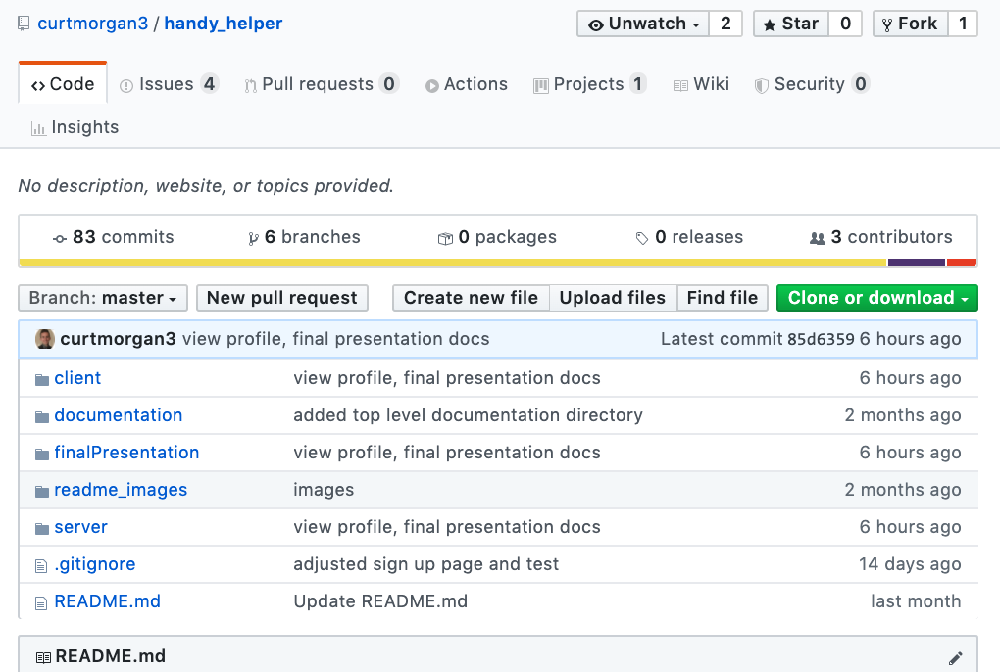 curtmorgan3 / handy_helper Unwatch 2 Star 0 Fork 1
Code Issues 4 Pull requests 0 Actions Projects 1 Wiki Security 0
Insights
No description, website, or topics provided.
83 commits 6 branches 0 packages 0 releases 3 contributors
Branch: master New pull request Create new file Upload files Find file Clone or download
curtmorgan3 view profile, final presentation docs Latest commit 85d6359 6 hours ago
client view profile, final presentation docs 6 hours ago
documentation added top level documentation directory 2 months ago
finalPresentation view profile, final presentation docs 6 hours ago
readme_images images 2 months ago
server view profile, final presentation docs 6 hours ago
.gitignore adjusted sign up page and test 14 days ago
README.md Update README.md last month
README.md